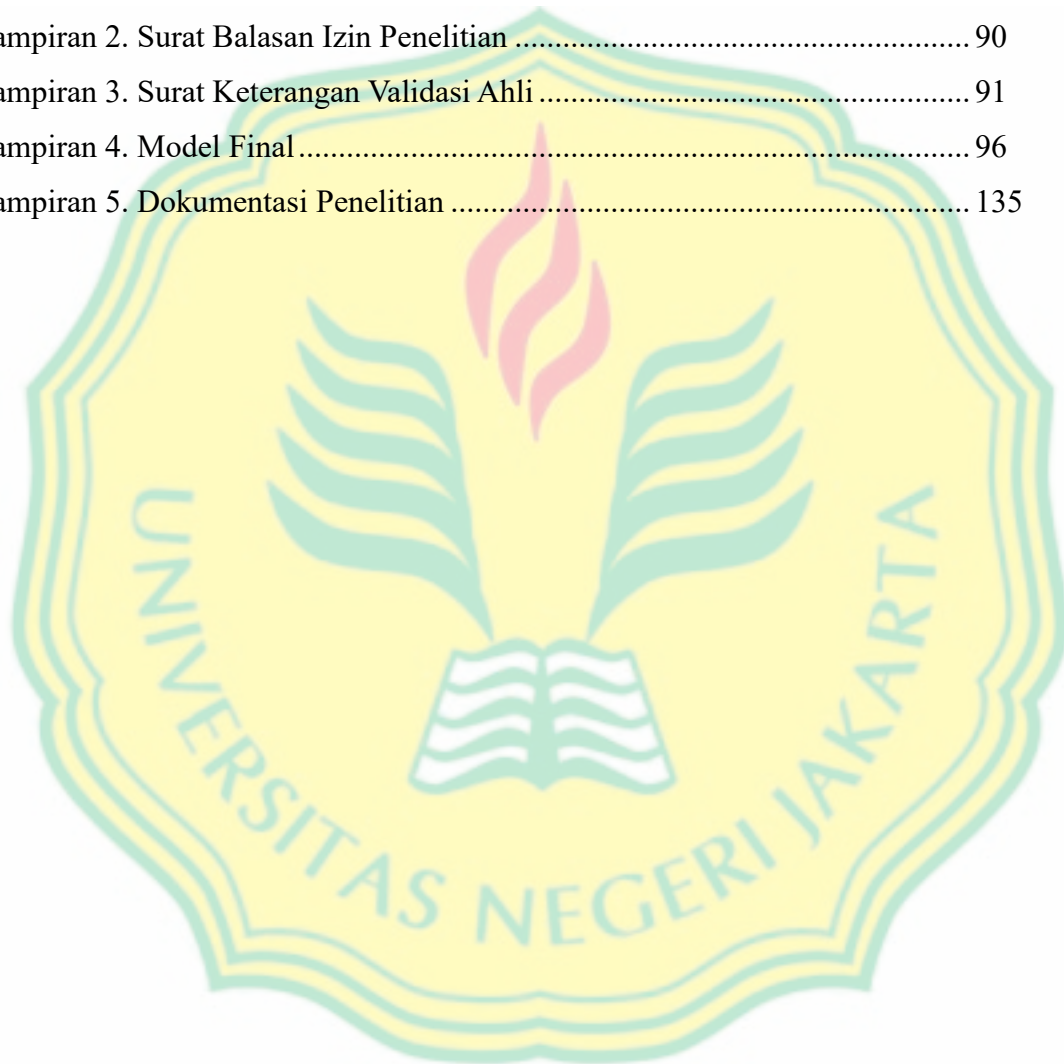 ampiran 2. Surat Balasan Izin Penelitian ........................................................ 90
ampiran 3. Surat Keterangan Validasi Ahli ..................................................... 91
ampiran 4. Model Final.................................................................................. 96
ampiran 5. Dokumentasi Penelitian ................................................................ 135
UNIVERSITAS NEGERI JAKARTA